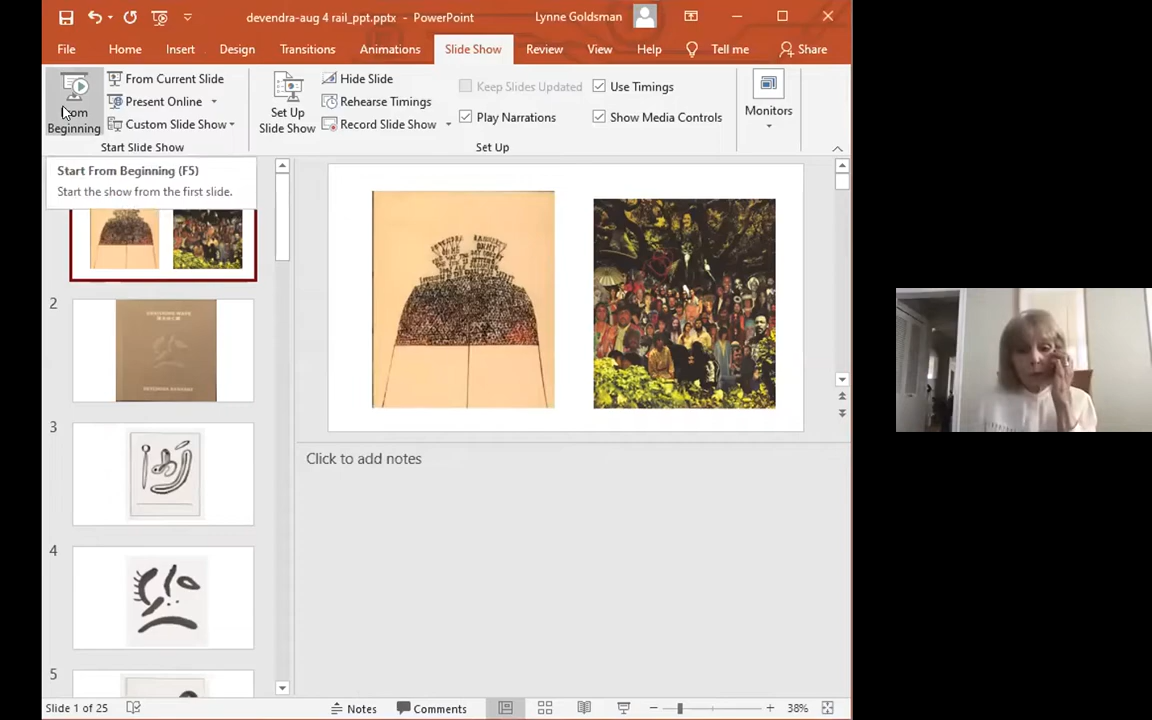 devendra-aug 4 rail_ppt.pptx - PowerPoint
Lynne Goldsman
File Home Insert Design Transitions Animations Slide Show Review View Help Tell me Share
From Beginning
From Current Slide
Present Online
Custom Slide Show
Set Up
Slide Show
Hide Slide
Rehearse Timings
Record Slide Show
Keep Slides Updated
Play Narrations
Use Timings
Show Media Controls
Monitors
Start Slide Show
Set Up
Start From Beginning (F5)
Start the show from the first slide.
2
3
4
5
Click to add notes
Slide 1 of 25
Notes
Comments
38%